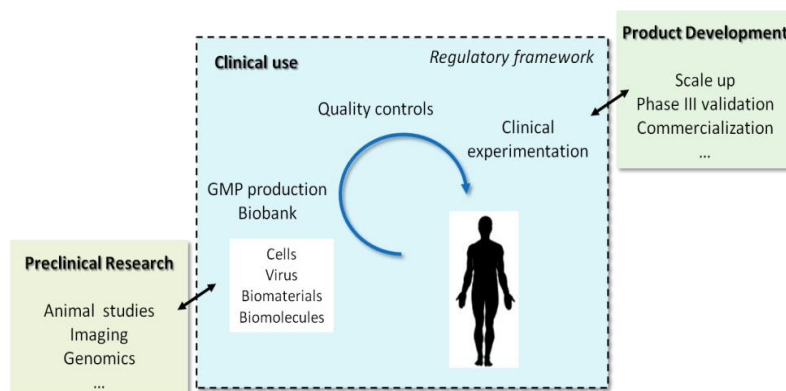 Product Development
Scale up
Phase III validation
Commercialization
...
Clinical use
Regulatory framework
Quality controls
Clinical
experimentation
GMP production
Biobank
Cells
Virus
Biomaterials
Biomolecules
Preclinical Research
Animal studies
Imaging
Genomics
...